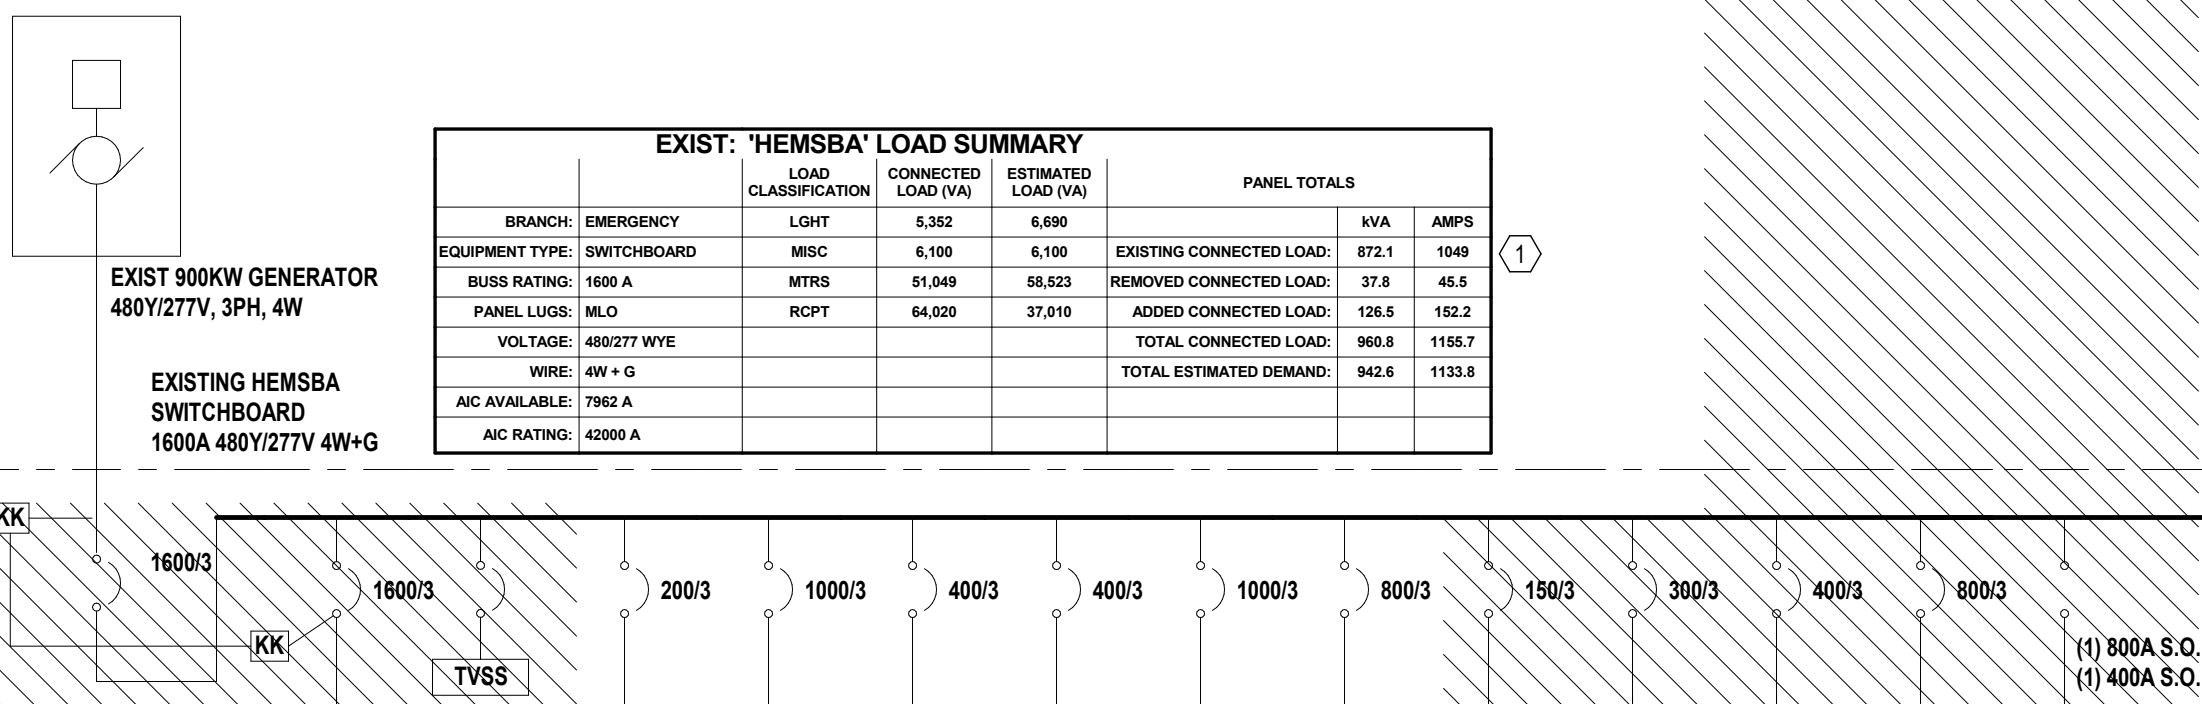 EXIST: 'HEMSBA' LOAD SUMMARY
LOAD CLASSIFICATION CONNECTED LOAD (VA) ESTIMATED LOAD (VA) PANEL TOTALS
BRANCH: EMERGENCY LGHT 5,352 6,690 kVA AMPS
EQUIPMENT TYPE: SWITCHBOARD MISC 6,100 6,100 EXISTING CONNECTED LOAD: 872.1 1049
1
BUSS RATING: 1600 A MTRS 51,049 58,523 REMOVED CONNECTED LOAD: 37.8 45.5
PANEL LUGS: MLO RCPT 64,020 37,010 ADDED CONNECTED LOAD: 126.5 152.2
VOLTAGE: 480/277 WYE TOTAL CONNECTED LOAD: 960.8 1155.7
WIRE: 4W + G TOTAL ESTIMATED DEMAND: 942.6 1133.8
AIC AVAILABLE: 7962 A
AIC RATING: 42000 A
EXIST 900KW GENERATOR
480Y/277V, 3PH, 4W
EXISTING HEMSBA
SWITCHBOARD
1600A 480Y/277V 4W+G
KK
1600/3
1600/3 200/3 1000/3 400/3 400/3 1000/3 800/3 150/3 300/3 400/3 800/3
KK
TVSS
(1) 800A S.O.
(1) 400A S.O.